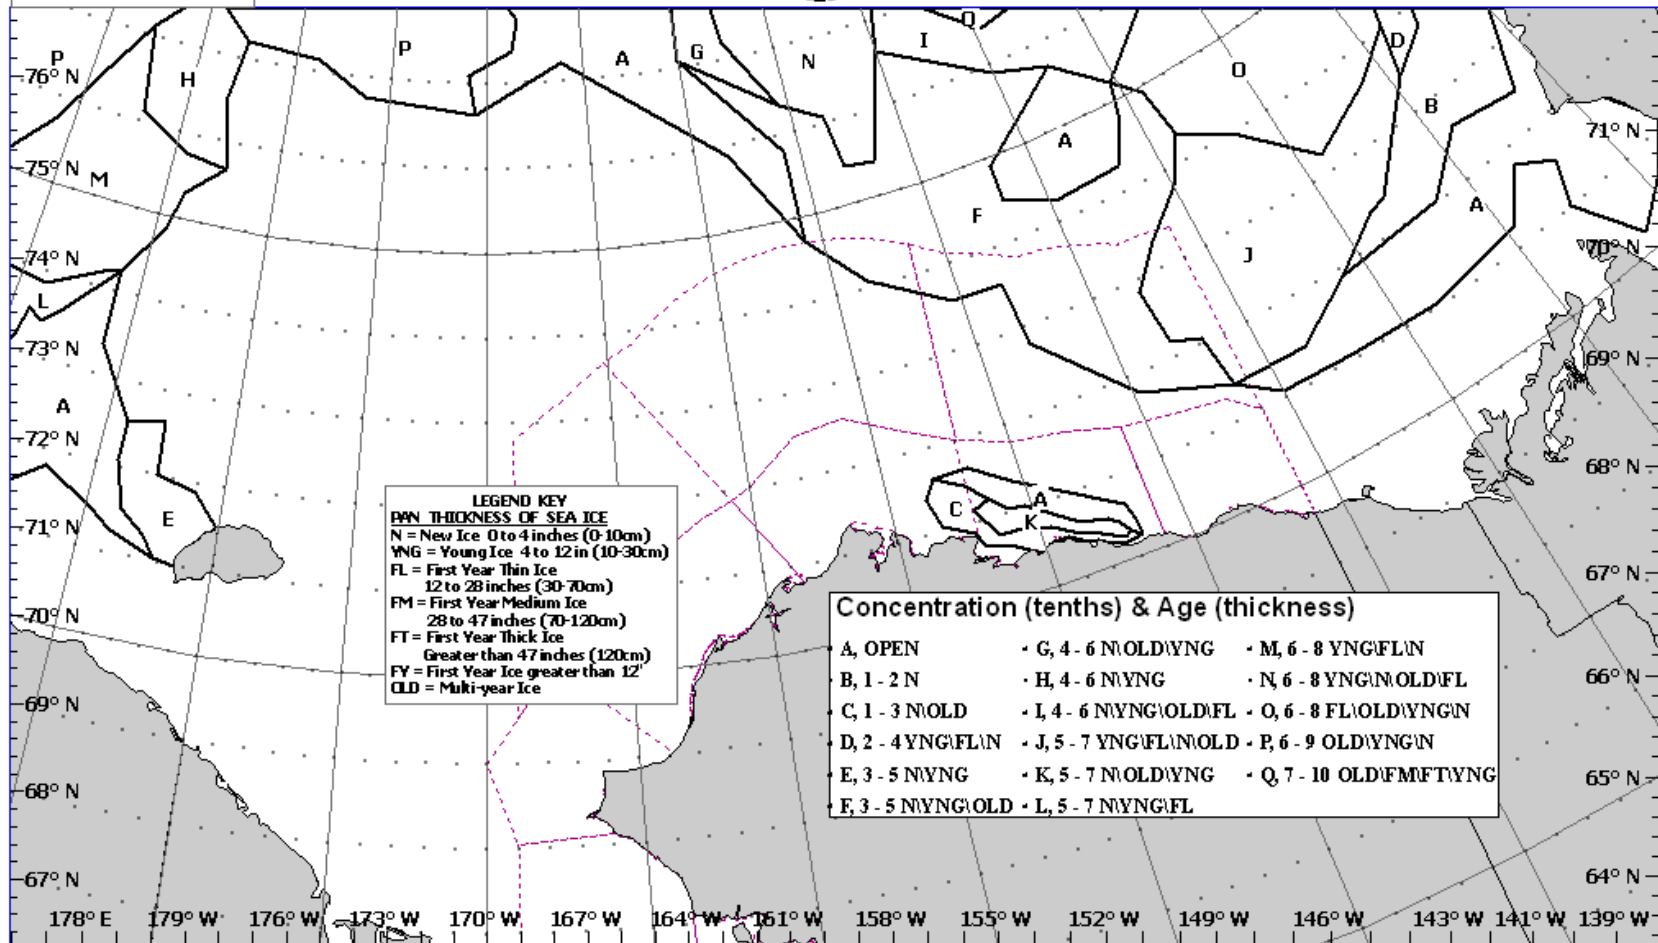 Q
I
D
P
P
A
G
N
O
H
B
A
M
A
F
J
L
A
C
A
K
E
76° N
75° N
74° N
73° N
72° N
71° N
70° N
69° N
68° N
67° N
71° N
70° N
69° N
68° N
67° N
66° N
65° N
64° N
LEGEND KEY
PAN THICKNESS OF SEA ICE
N = New Ice 0 to 4 inches (0-10cm)
YNG = Young Ice 4 to 12 in (10-30cm)
FL = First Year Thin Ice
12 to 28 inches (30-70cm)
FM = First Year Medium Ice
28 to 47 inches (70-120cm)
FT = First Year Thick Ice
Greater than 47 inches (120cm)
FY = First Year Ice greater than 12"
OLD = Multi-year Ice
Concentration (tenths) & Age (thickness)
A, OPEN
B, 1 - 2 N
C, 1 - 3 N\OLD
D, 2 - 4 YNG\FL\N
E, 3 - 5 N\YNG
F, 3 - 5 N\YNG\OLD
G, 4 - 6 N\OLD\YNG
H, 4 - 6 N\YNG
I, 4 - 6 N\YNG\OLD\FL
J, 5 - 7 YNG\FL\N\OLD
K, 5 - 7 N\OLD\YNG
L, 5 - 7 N\YNG\FL
M, 6 - 8 YNG\FL\N
N, 6 - 8 YNG\N\OLD\FL
O, 6 - 8 FL\OLD\YNG\N
P, 6 - 9 OLD\YNG\N
Q, 7 - 10 OLD\FM\FT\YNG
178° E 179° W 176° W 173° W 170° W 167° W 164° W 161° W 158° W 155° W 152° W 149° W 146° W 143° W 141° W 139° W